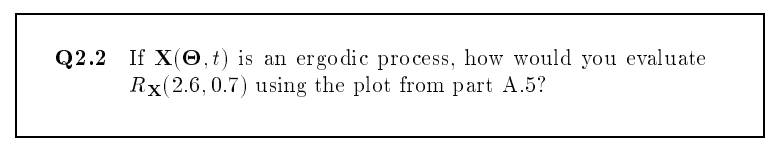 Q2.2 If X(Θ, t) is an ergodic process, how would you evaluate
R_X(2.6, 0.7) using the plot from part A.5?